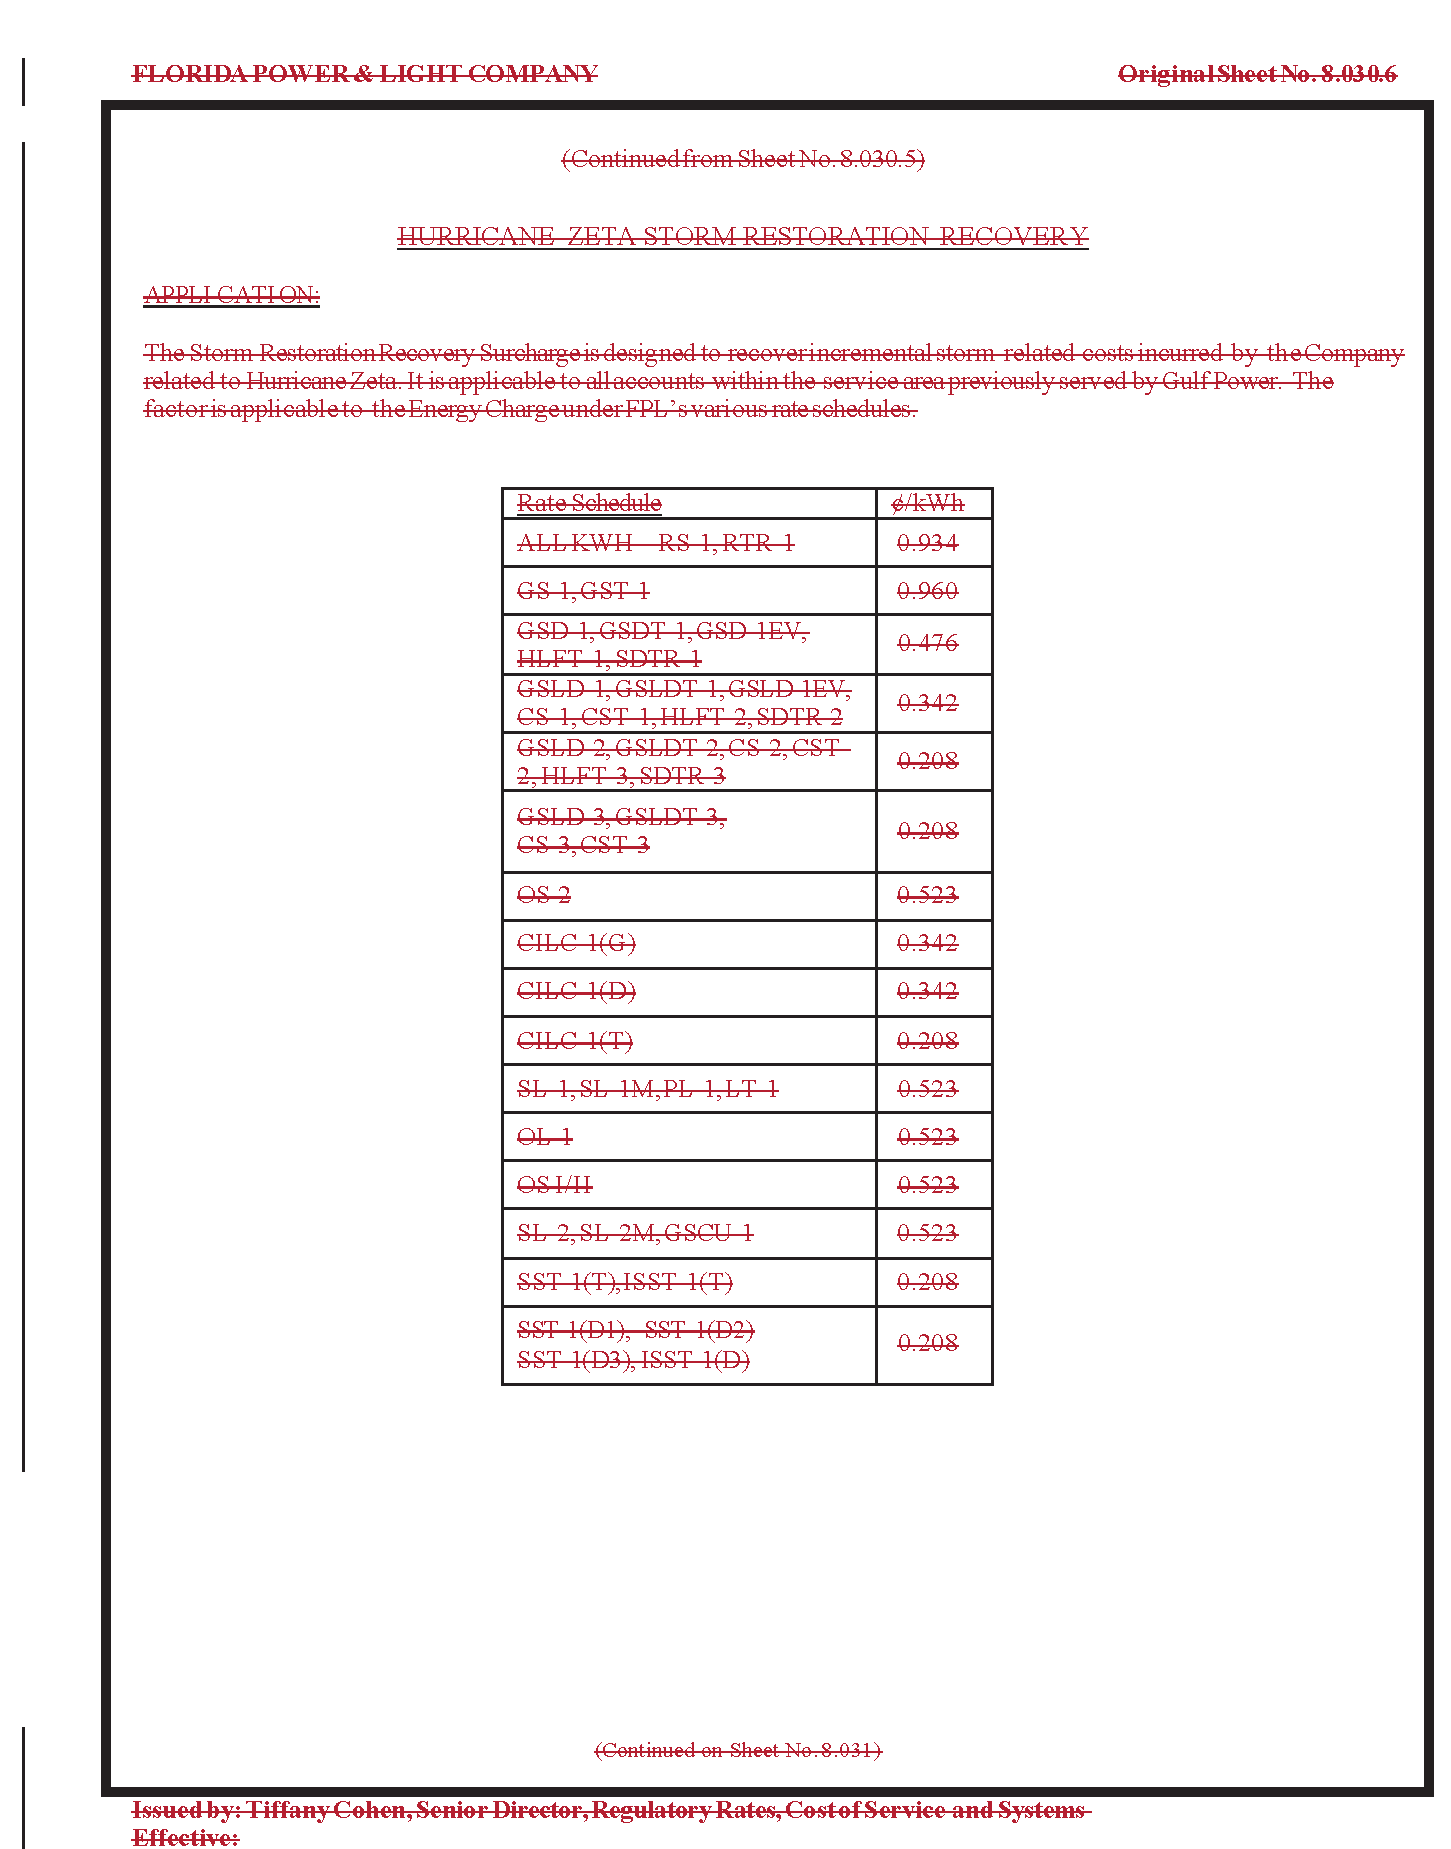 FLORIDA POWER & LIGHT COMPANY
Original Sheet No. 8.030.6
(Continued from Sheet No. 8.030.5)
HURRICANE ZETA STORM RESTORATION RECOVERY
APPLICATION:
The Storm Restoration Recovery Surcharge is designed to recover incremental storm-related costs incurred by the Company
related to Hurricane Zeta. It is applicable to all accounts within the service area previously served by Gulf Power. The
factor is applicable to the Energy Charge under FPL's various rate schedules.
Rate Schedule ¢/kWh
ALL KWH – RS-1, RTR-1 0.934
GS-1, GST-1 0.960
GSD-1, GSDT-1, GSD-1EV,
HLFT-1, SDTR-1 0.476
GSLD-1, GSLDT-1, GSLD-1EV,
CS-1, CST-1, HLFT-2, SDTR-2 0.342
GSLD-2, GSLDT-2, CS-2, CST-
2, HLFT-3, SDTR-3 0.208
GSLD-3, GSLDT-3,
CS-3, CST-3 0.208
OS-2 0.523
CILC-1(G) 0.342
CILC-1(D) 0.342
CILC-1(T) 0.208
SL-1, SL-1M, PL-1, LT-1 0.523
OL-1 0.523
OS I/II 0.523
SL-2, SL-2M, GSCU-1 0.523
SST-1(T), ISST-1(T) 0.208
SST-1(D1), SST-1(D2)
SST-1(D3), ISST-1(D) 0.208
(Continued on Sheet No. 8.031)
Issued by: Tiffany Cohen, Senior Director, Regulatory Rates, Cost of Service and Systems
Effective: